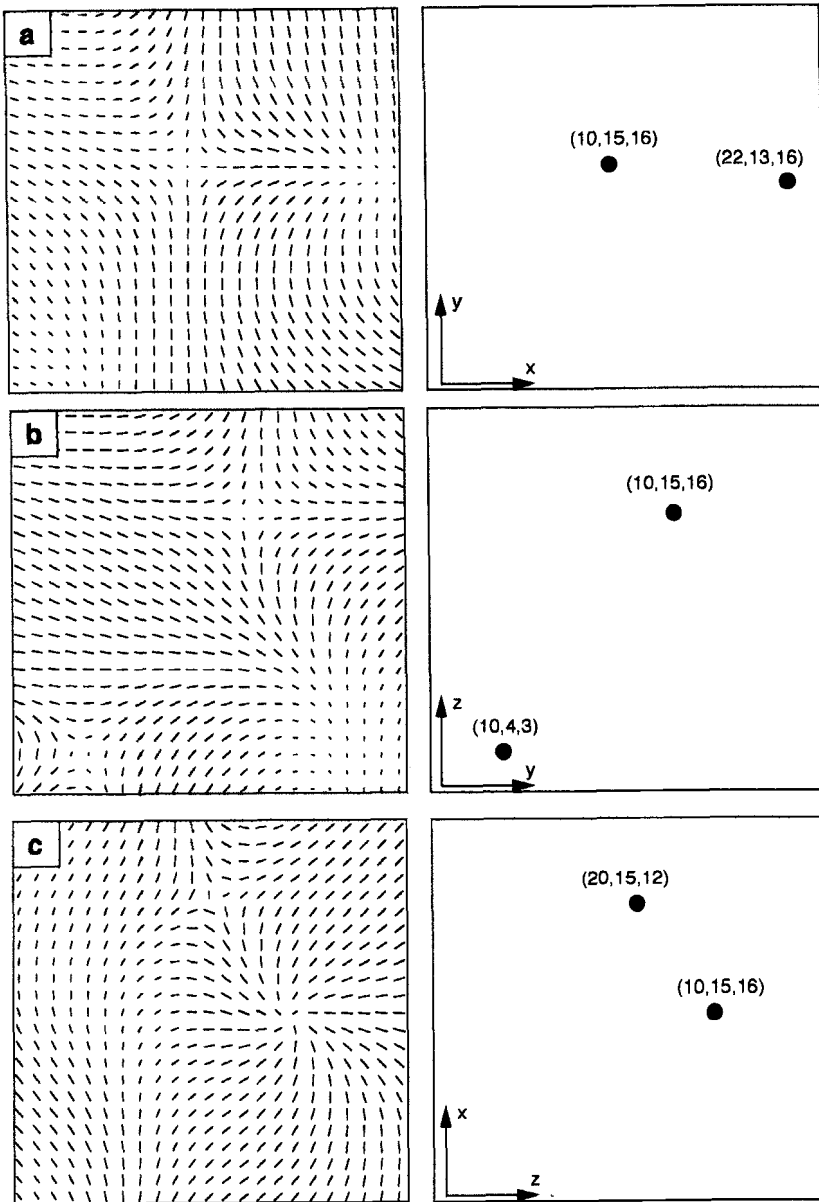 a
(10,15,16)
(22,13,16)
y
x
b
(10,15,16)
z
(10,4,3)
y
c
(20,15,12)
(10,15,16)
x
z